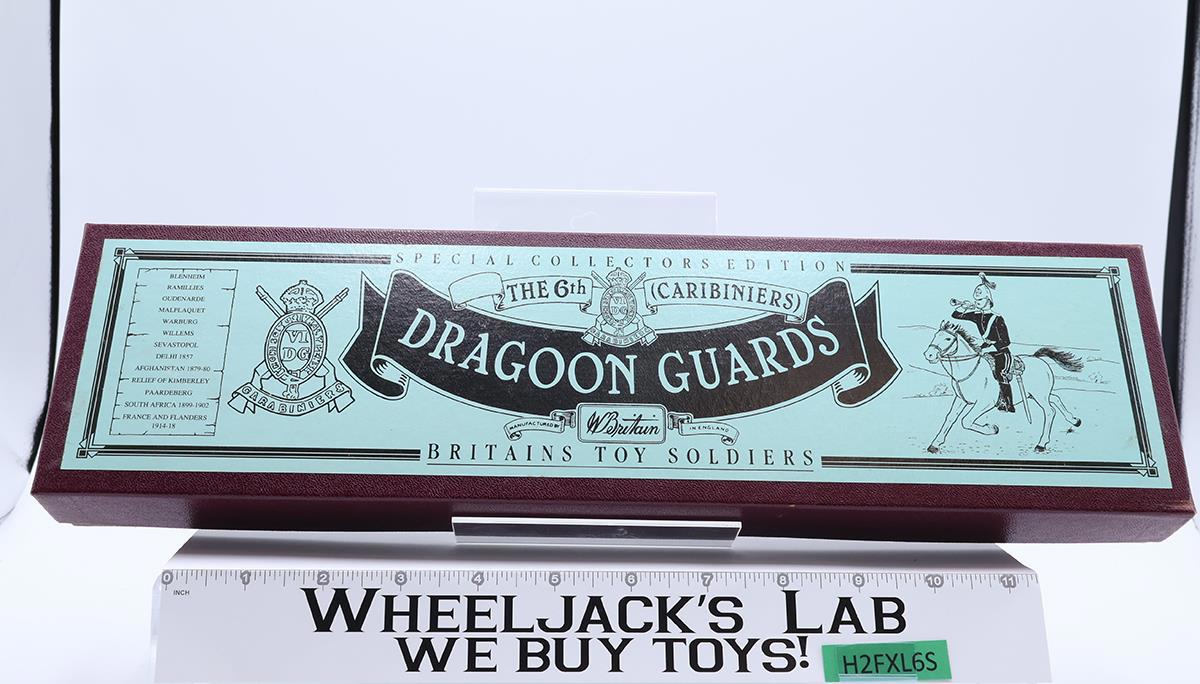 SPECIAL COLLECTORS EDITION
BLENHEIM
RAMILLIES
OUDENARDE
MALPLAQUET
WARBURG
WILLEMS
SEVASTOPOL
DELHI 1857
AFGHANISTAN 1879-80
RELIEF OF KIMBERLEY
PAARDEBERG
SOUTH AFRICA 1899-1902
FRANCE AND FLANDERS
1914-18
VI
DG
CARABINIERS
THE 6th (CARIBINIERS)
VI
DG
DRAGOON GUARDS
MANUFACTURED BY W Britain IN ENGLAND
BRITAINS TOY SOLDIERS
0 1 2 3 4 5 6 7 8 9 10 11
INCH
WHEELJACK'S LAB
WE BUY TOYS!
H2FXL6S